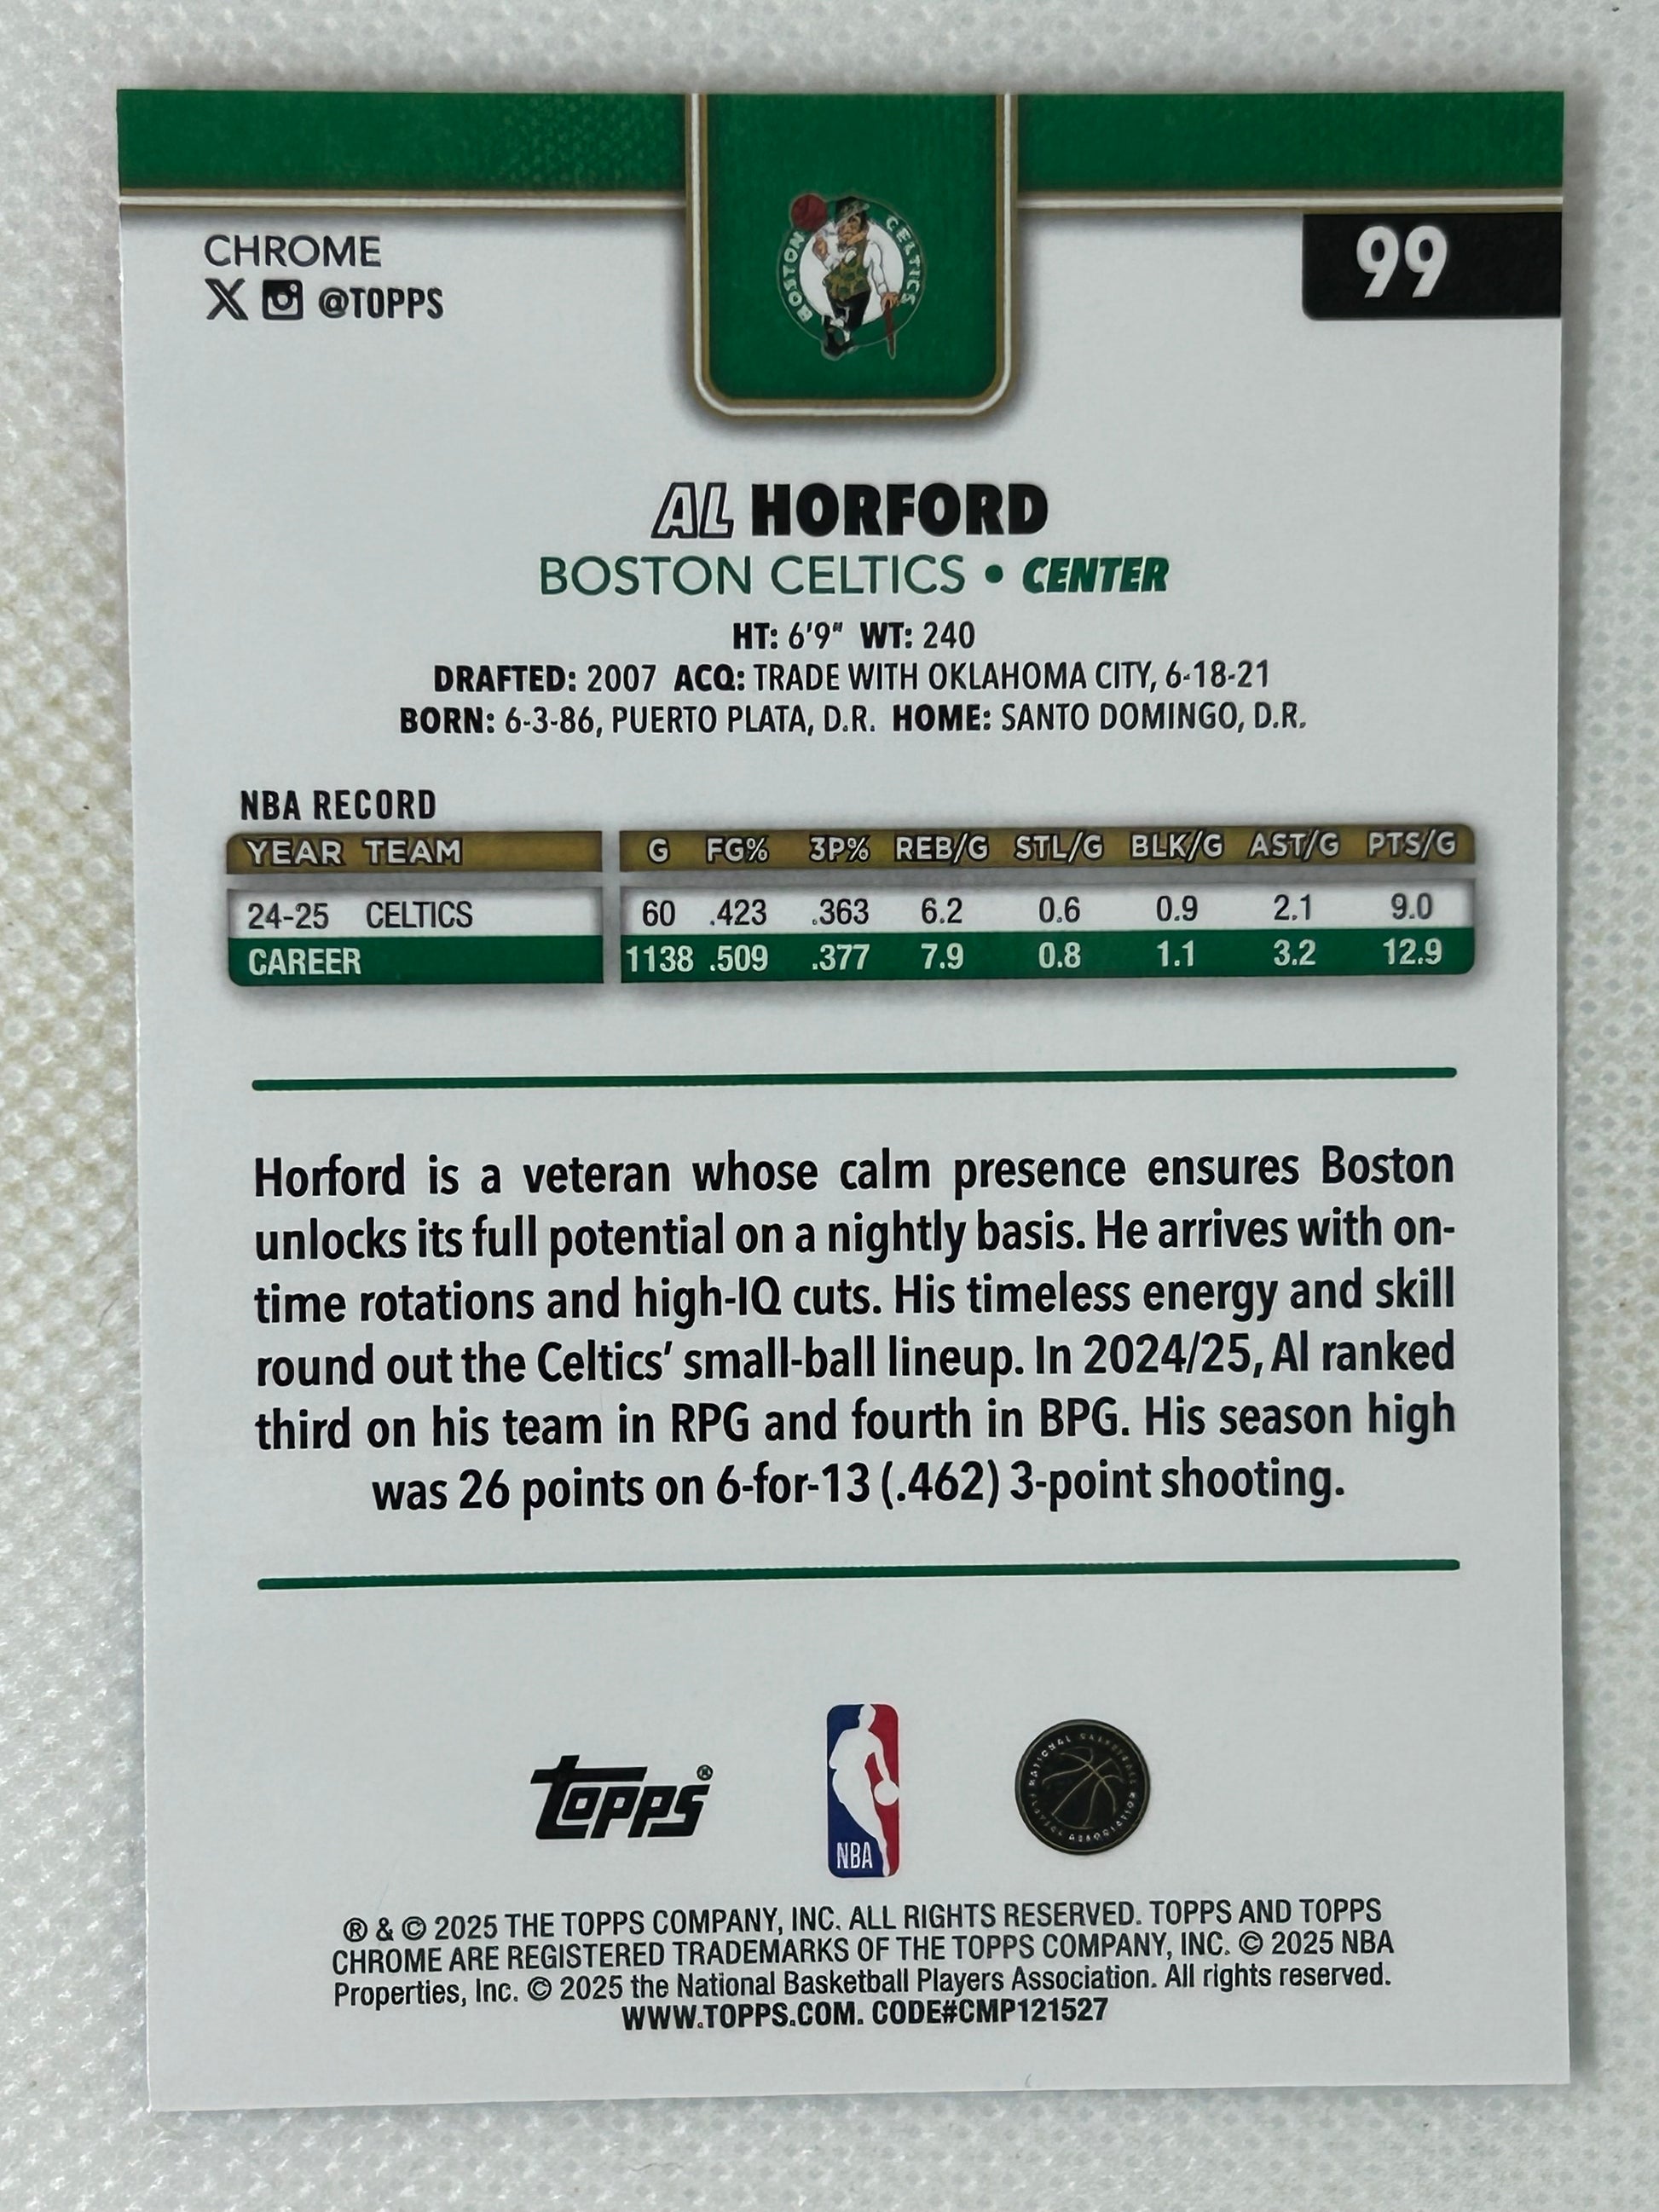 BOSTON CELTICS
CHROME
99
X @TOPPS
AL HORFORD
BOSTON CELTICS • CENTER
HT: 6'9" WT: 240
DRAFTED: 2007 ACQ: TRADE WITH OKLAHOMA CITY, 6-18-21
BORN: 6-3-86, PUERTO PLATA, D.R. HOME: SANTO DOMINGO, D.R.
NBA RECORD
YEAR TEAM G FG% 3P% REB/G STL/G BLK/G AST/G PTS/G
24-25 CELTICS 60 .423 .363 6.2 0.6 0.9 2.1 9.0
CAREER 1138 .509 .377 7.9 0.8 1.1 3.2 12.9
Horford is a veteran whose calm presence ensures Boston
unlocks its full potential on a nightly basis. He arrives with on-
time rotations and high-IQ cuts. His timeless energy and skill
round out the Celtics' small-ball lineup. In 2024/25, Al ranked
third on his team in RPG and fourth in BPG. His season high
was 26 points on 6-for-13 (.462) 3-point shooting.
Topps®
NBA
NATIONAL BASKETBALL PLAYERS ASSOCIATION
® & © 2025 THE TOPPS COMPANY, INC. ALL RIGHTS RESERVED. TOPPS AND TOPPS
CHROME ARE REGISTERED TRADEMARKS OF THE TOPPS COMPANY, INC. © 2025 NBA
Properties, Inc. © 2025 the National Basketball Players Association. All rights reserved.
WWW.TOPPS.COM. CODE#CMP121527